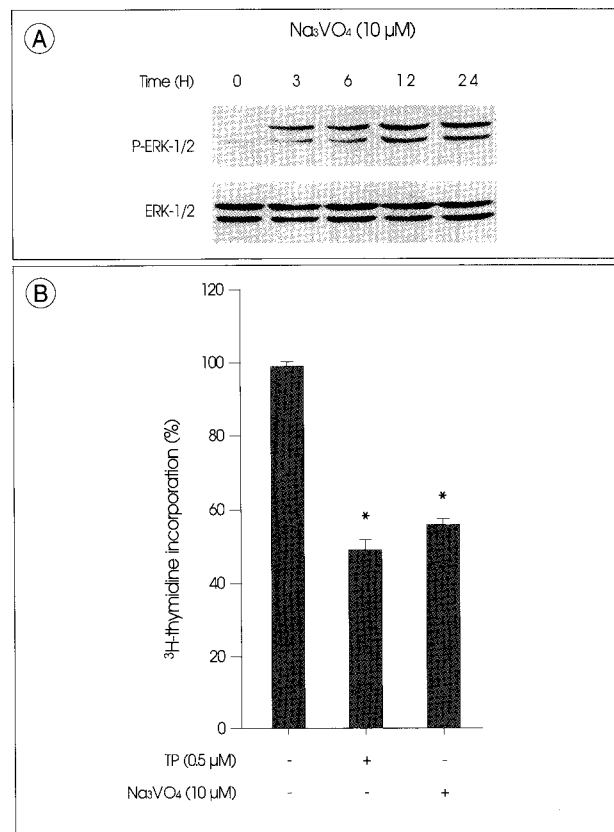 A
Na₃VO₄ (10 µM)
Time (H) 0 3 6 12 24
P-ERK-1/2
ERK-1/2
B
120
100
80
60
40
20
0
³H-thymidine incorporation (%)
* *
TP (0.5 µM) - + -
Na₃VO₄ (10 µM) - - +